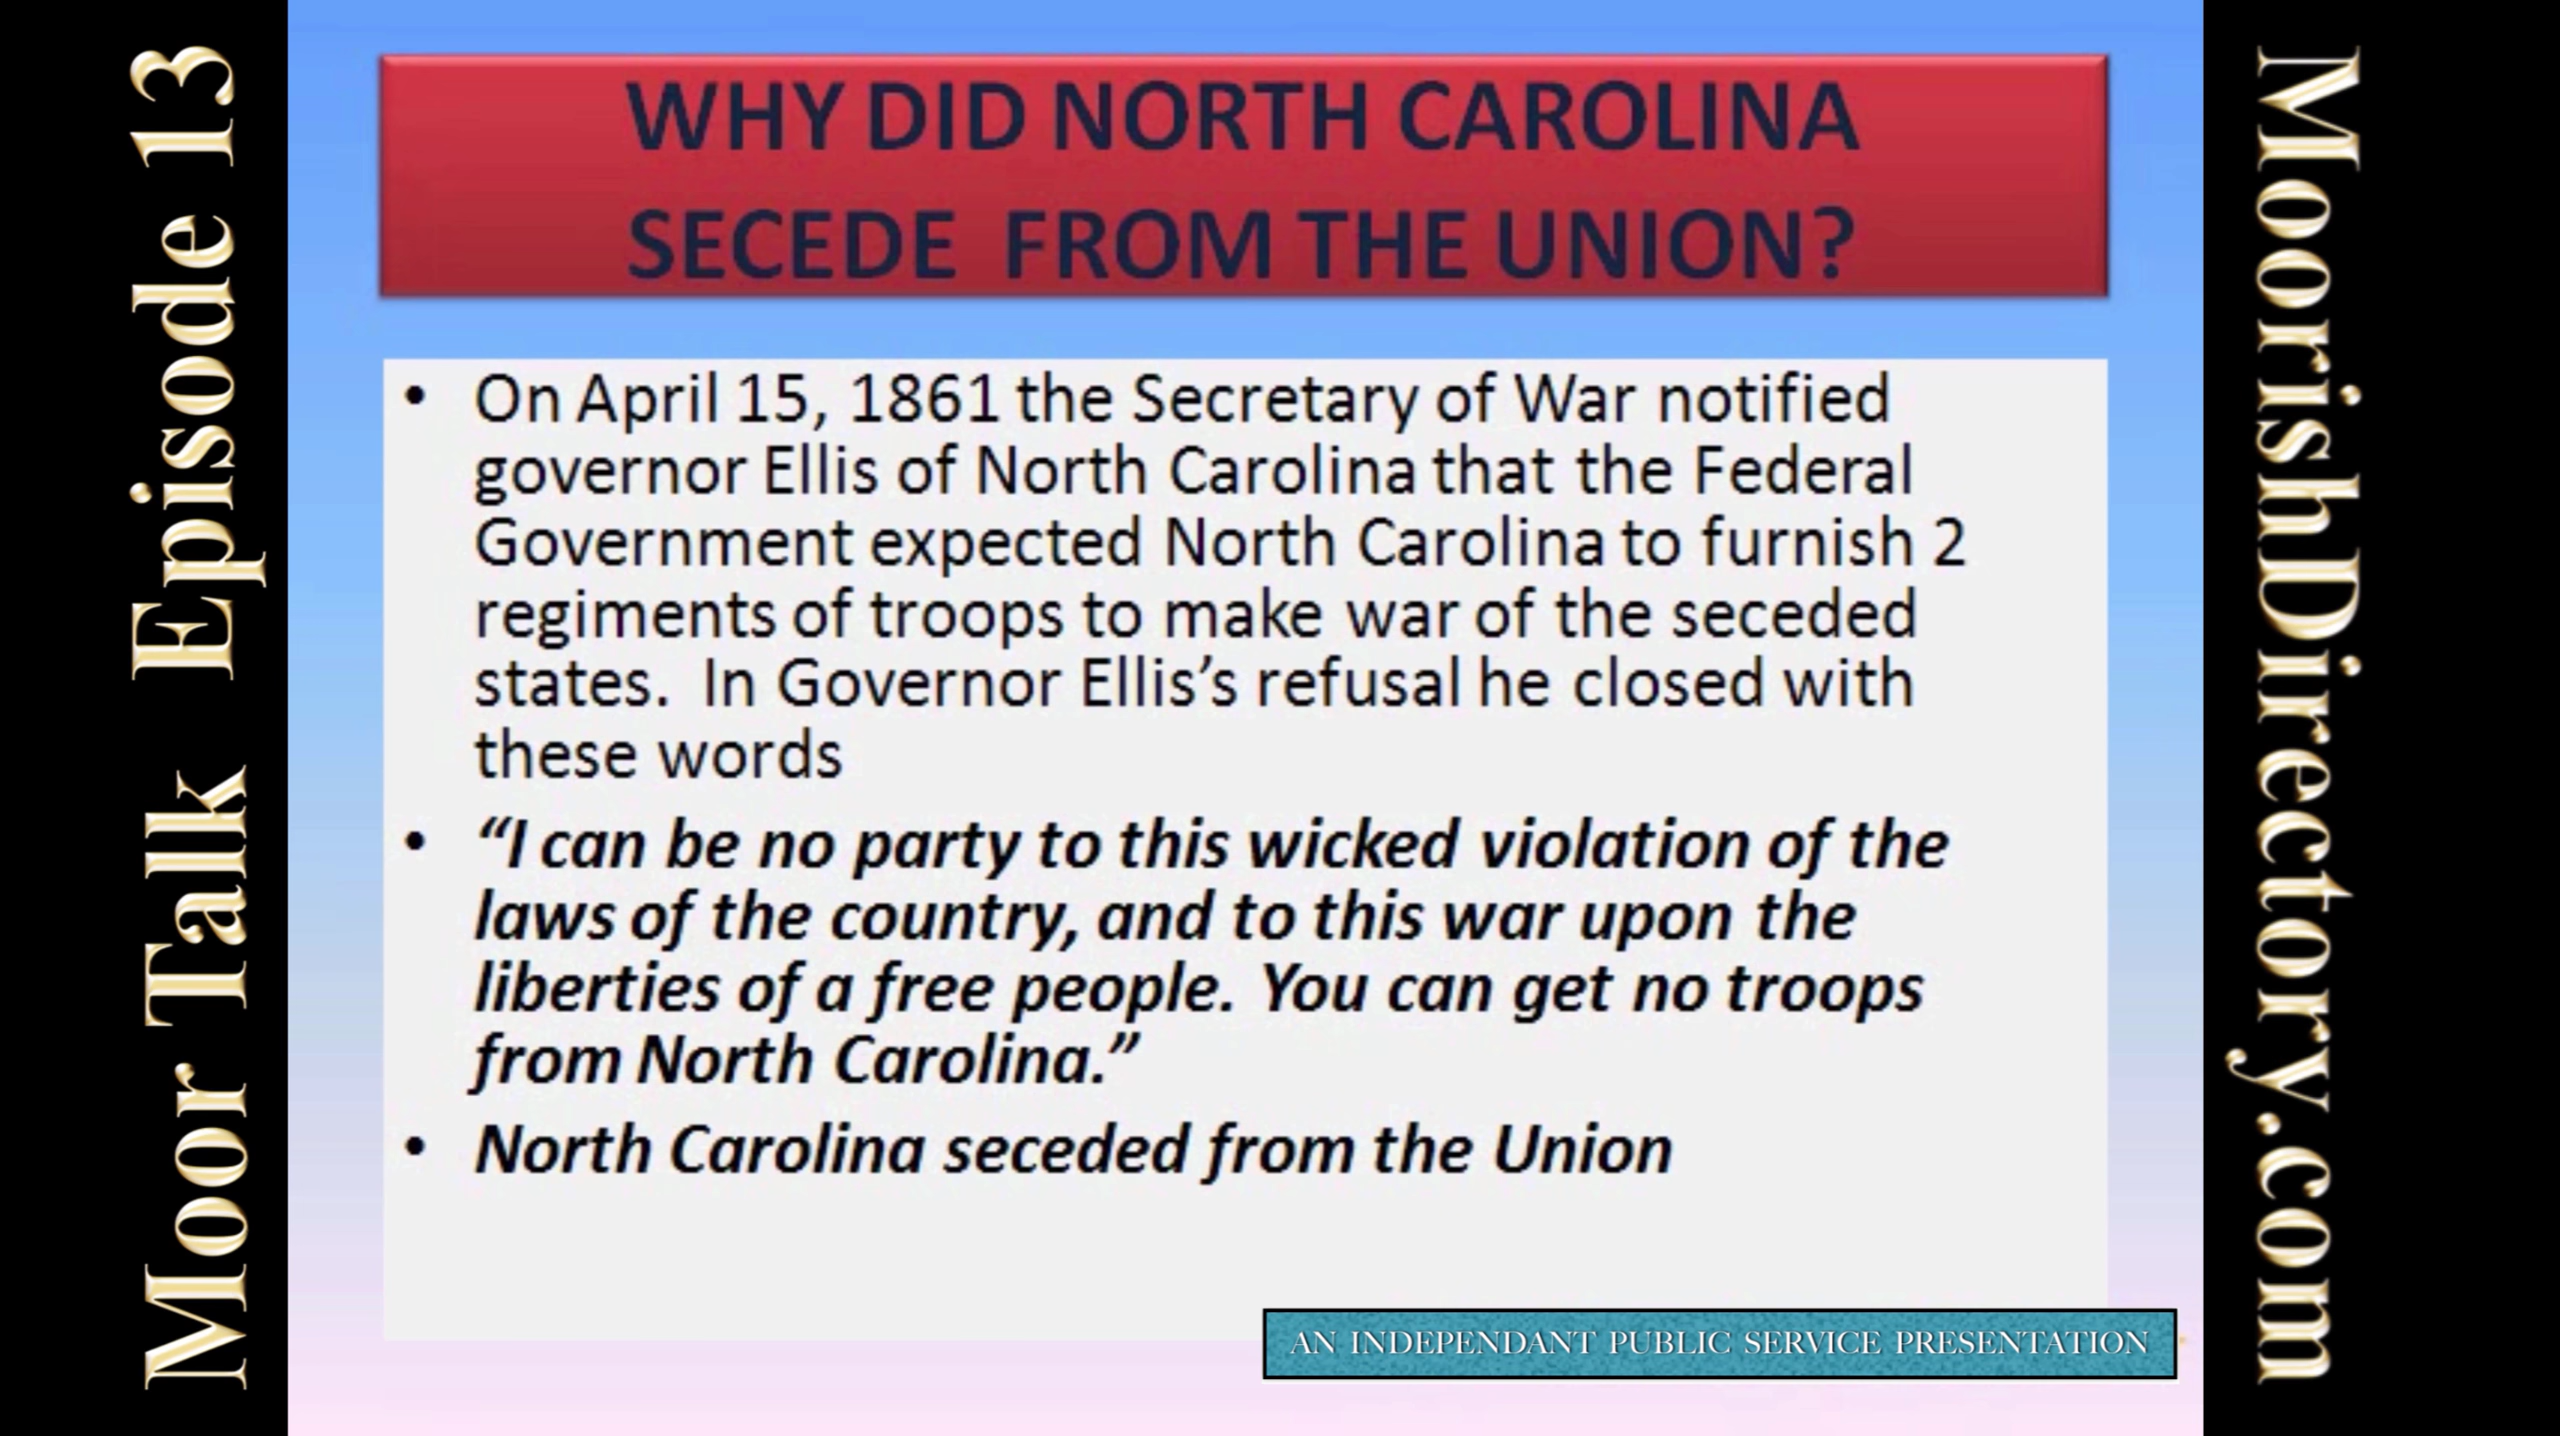 Moor Talk Episode 13
WHY DID NORTH CAROLINA
SECEDE FROM THE UNION?
• On April 15, 1861 the Secretary of War notified
governor Ellis of North Carolina that the Federal
Government expected North Carolina to furnish 2
regiments of troops to make war of the seceded
states. In Governor Ellis’s refusal he closed with
these words
• “I can be no party to this wicked violation of the
laws of the country, and to this war upon the
liberties of a free people. You can get no troops
from North Carolina.”
• North Carolina seceded from the Union
AN INDEPENDANT PUBLIC SERVICE PRESENTATION
MoorishDirectory.com